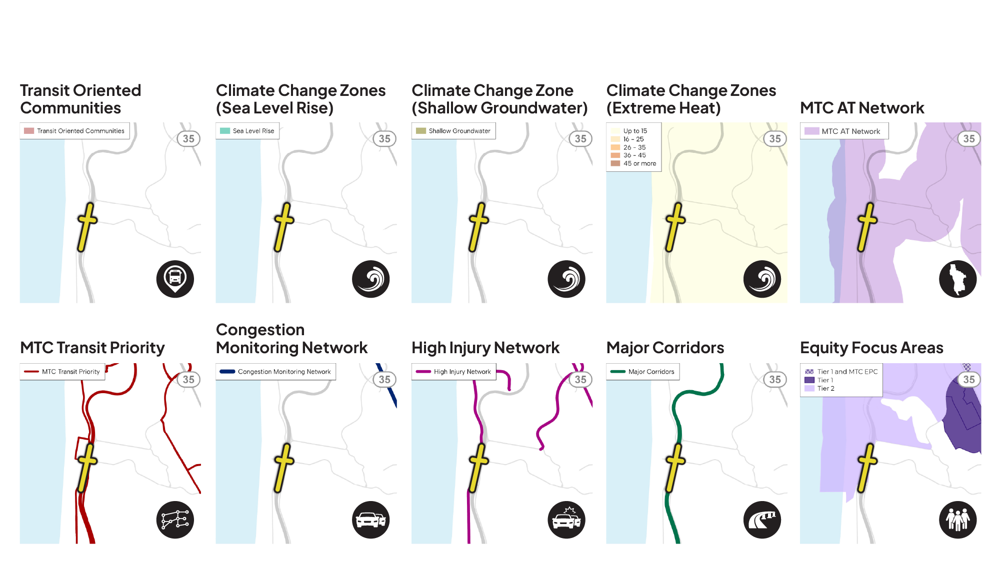 Transit Oriented
Communities
Transit Oriented Communities
35
Climate Change Zones
(Sea Level Rise)
Sea Level Rise
35
Climate Change Zone
(Shallow Groundwater)
Shallow Groundwater
35
Climate Change Zones
(Extreme Heat)
Up to 15
16 - 25
26 - 35
36 - 45
45 or more
35
MTC AT Network
MTC AT Network
35
MTC Transit Priority
MTC Transit Priority
35
Congestion
Monitoring Network
Congestion Monitoring Network
35
High Injury Network
High Injury Network
35
Major Corridors
Major Corridors
35
Equity Focus Areas
Tier 1 and MTC EPC
Tier 1
Tier 2
35